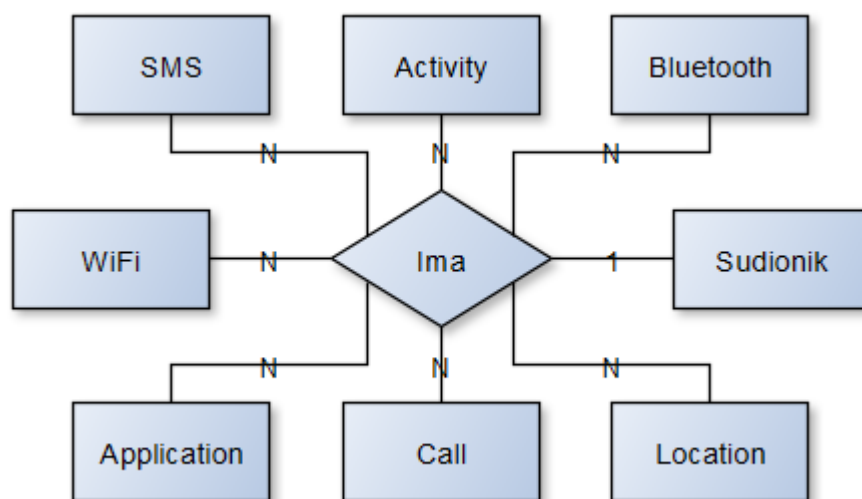 SMS
Activity
Bluetooth
N
N
N
WiFi
N
Ima
1
Sudionik
N
N
N
Application
Call
Location